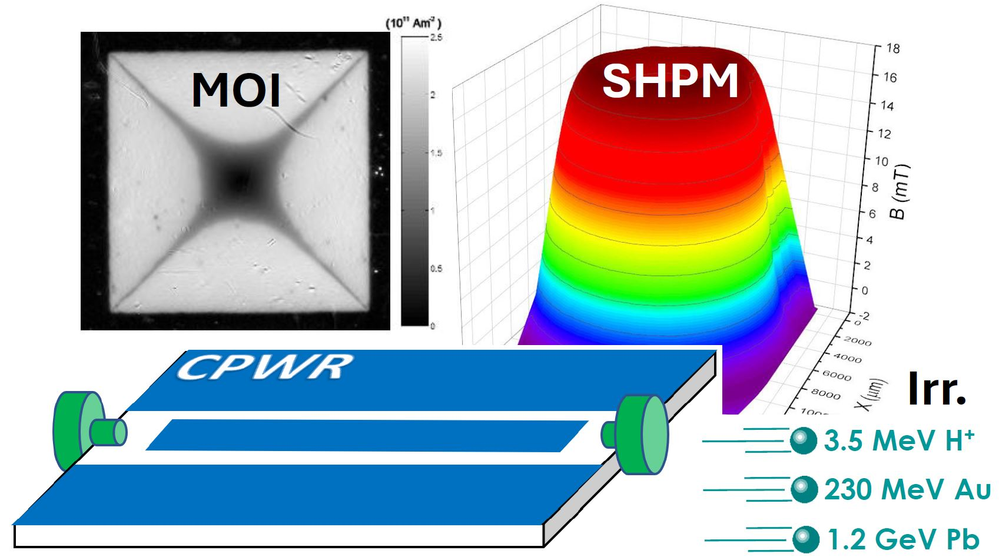 (10¹¹ Am⁻²)
MOI
2.5
2
1.5
1
0.5
0
SHPM
18
16
14
12
10
8
6
4
2
0
-2
B (mT)
0
2000
4000
6000
8000
X (μm)
CPWR
Irr.
3.5 MeV H⁺
230 MeV Au
1.2 GeV Pb